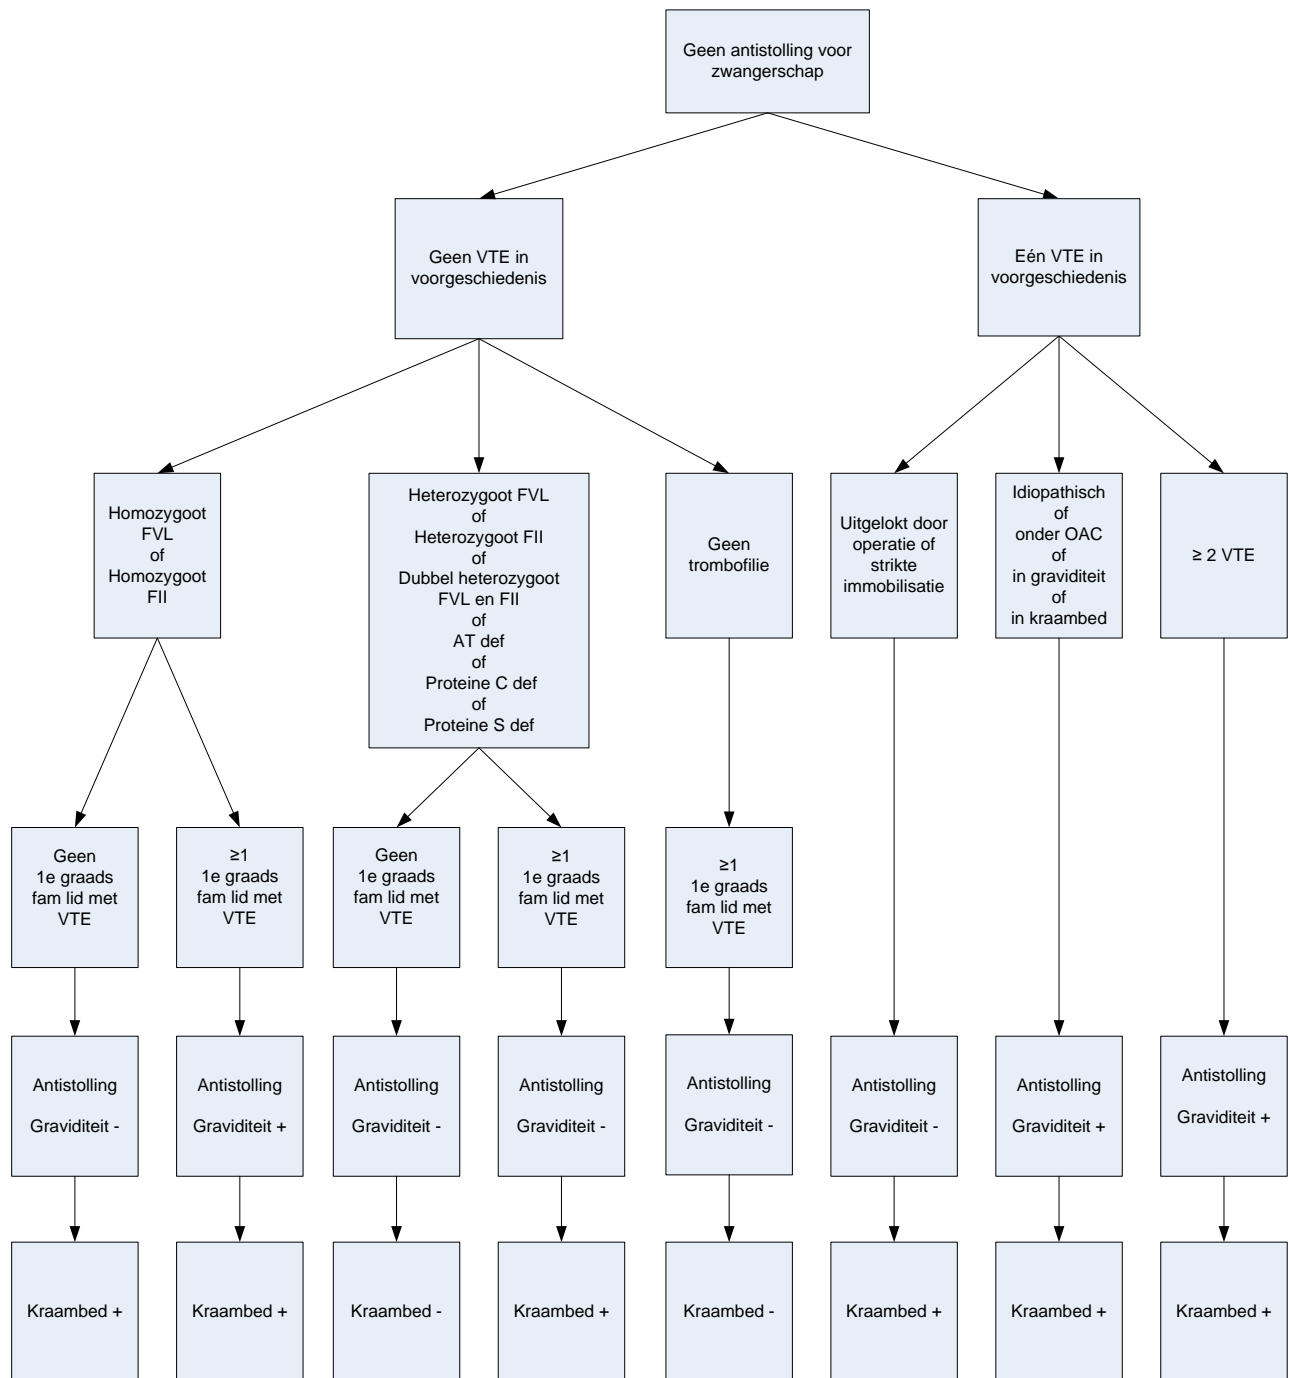 Geen antistolling voor
zwangerschap
Geen VTE in
voorgeschiedenis
Eén VTE in
voorgeschiedenis
Homozygoot
FVL
of
Homozygoot
FII
Heterozygoot FVL
of
Heterozygoot FII
of
Dubbel heterozygoot
FVL en FII
of
AT def
of
Proteine C def
of
Proteine S def
Geen
trombofilie
Uitgelokt door
operatie of
strikte
immobilisatie
Idiopathisch
of
onder OAC
of
in graviditeit
of
in kraambed
≥ 2 VTE
Geen
1e graads
fam lid met
VTE
≥1
1e graads
fam lid met
VTE
Geen
1e graads
fam lid met
VTE
≥1
1e graads
fam lid met
VTE
≥1
1e graads
fam lid met
VTE
Antistolling
Graviditeit -
Antistolling
Graviditeit +
Antistolling
Graviditeit -
Antistolling
Graviditeit -
Antistolling
Graviditeit -
Antistolling
Graviditeit -
Antistolling
Graviditeit +
Antistolling
Graviditeit +
Kraambed +
Kraambed +
Kraambed -
Kraambed +
Kraambed -
Kraambed +
Kraambed +
Kraambed +